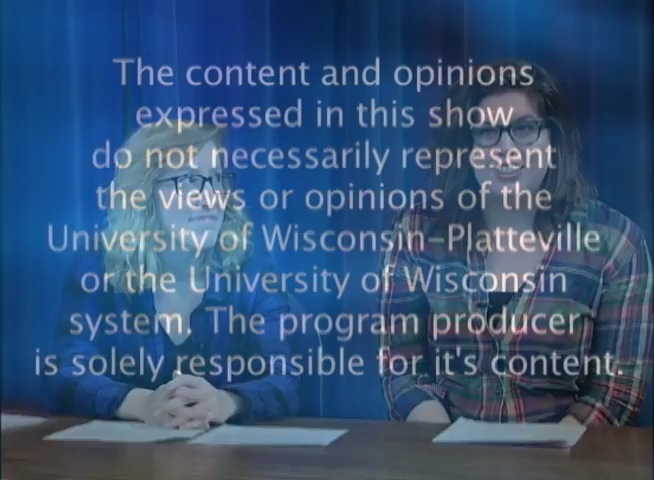 The content and opinions
expressed in this show
do not necessarily represent
the views or opinions of the
University of Wisconsin-Platteville
or the University of Wisconsin
system. The program producer
is solely responsible for it's content.